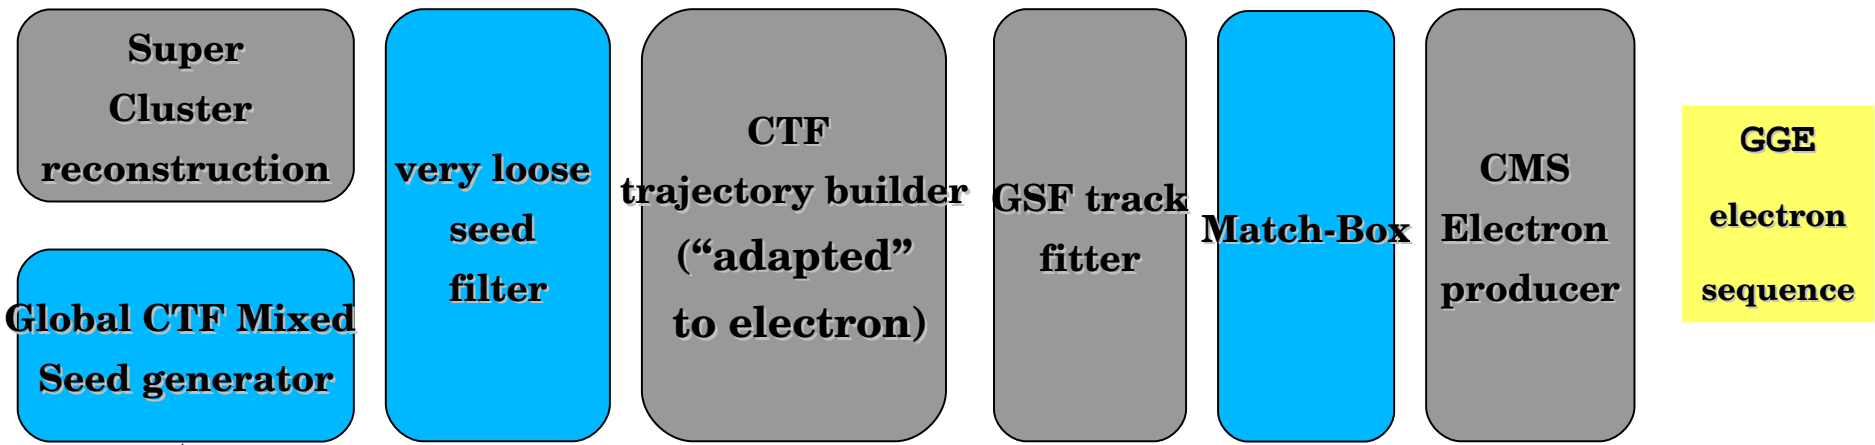 Super
Cluster
reconstruction
Global CTF Mixed
Seed generator
very loose
seed
filter
CTF
trajectory builder
(“adapted”
to electron)
GSF track
fitter
Match-Box
CMS
Electron
producer
GGE
electron
sequence